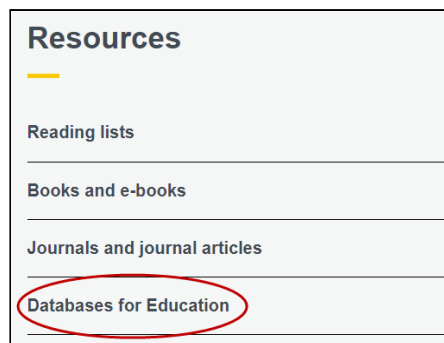 Resources
Reading lists
Books and e-books
Journals and journal articles
Databases for Education